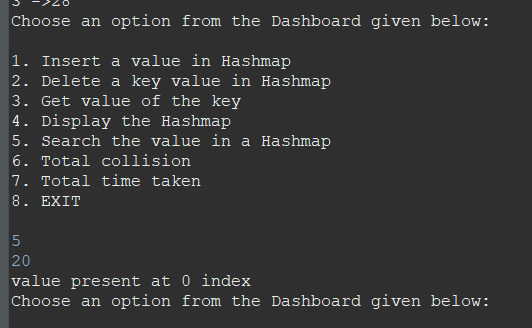 3 ->28
Choose an option from the Dashboard given below:
1. Insert a value in Hashmap
2. Delete a key value in Hashmap
3. Get value of the key
4. Display the Hashmap
5. Search the value in a Hashmap
6. Total collision
7. Total time taken
8. EXIT
5
20
value present at 0 index
Choose an option from the Dashboard given below: